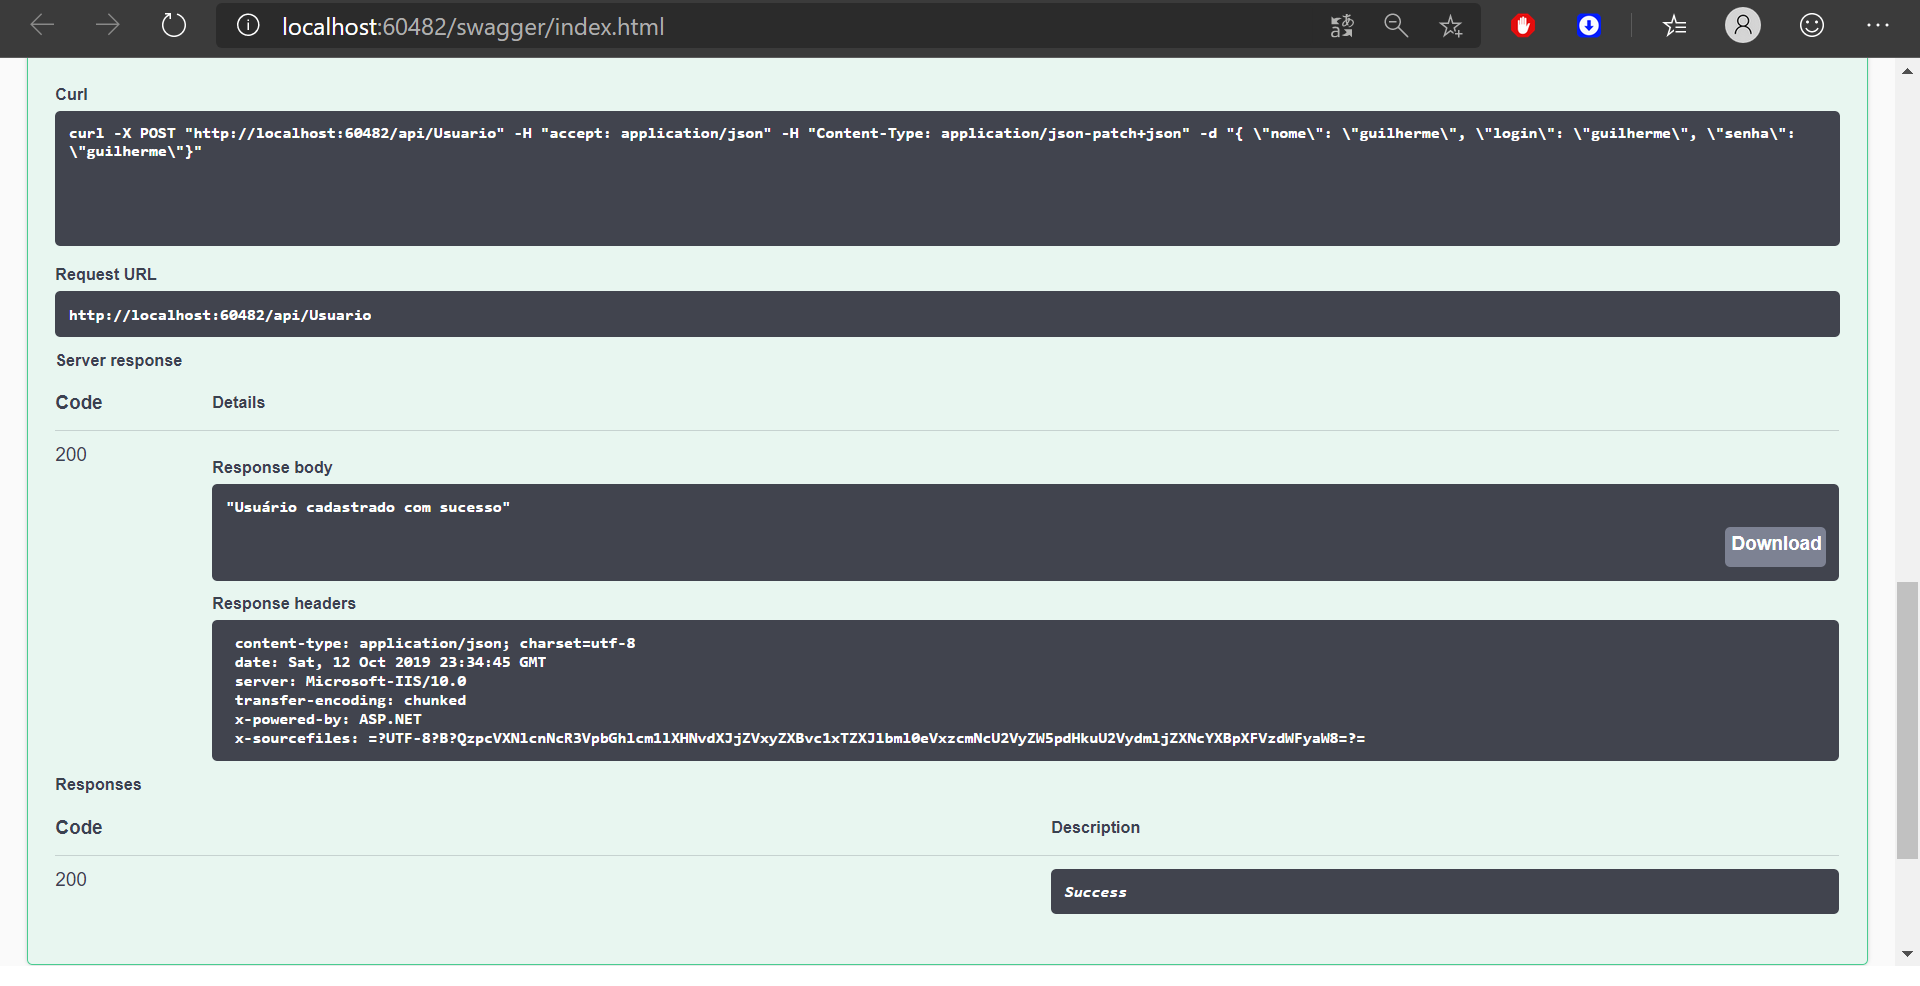 localhost:60482/swagger/index.html
Curl
curl -X POST "http://localhost:60482/api/Usuario" -H "accept: application/json" -H "Content-Type: application/json-patch+json" -d "{ \"nome\": \"guilherme\", \"login\": \"guilherme\", \"senha\":
\"guilherme\"}"
Request URL
http://localhost:60482/api/Usuario
Server response
Code Details
200
Response body
"Usuário cadastrado com sucesso"
Download
Response headers
content-type: application/json; charset=utf-8
date: Sat, 12 Oct 2019 23:34:45 GMT
server: Microsoft-IIS/10.0
transfer-encoding: chunked
x-powered-by: ASP.NET
x-sourcefiles: =?UTF-8?B?QzpcVXNlcnNcR3VpbGhlcm1lXHNvdXJjZVxyZXBvc1xTZXJlbml0eVxzcmNcU2VyZW5pdHkuU2VydmljZXNcYXBpXFVzdWFyaW8=?=
Responses
Code Description
200
Success